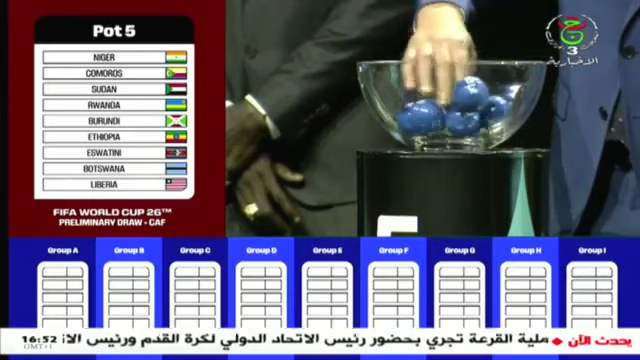 Pot 5
NIGER
COMOROS
SUDAN
RWANDA
BURUNDI
ETHIOPIA
ESWATINI
BOTSWANA
LIBERIA
FIFA WORLD CUP 26™
PRELIMINARY DRAW - CAF
3
الإخبارية
Group A Group B Group C Group D Group E Group F Group G Group H Group I
يحدث الآن ◆ ملية القرعة تجري بحضور رئيس الاتحاد الدولي لكرة القدم ورئيس الا
16:52
GMT+1